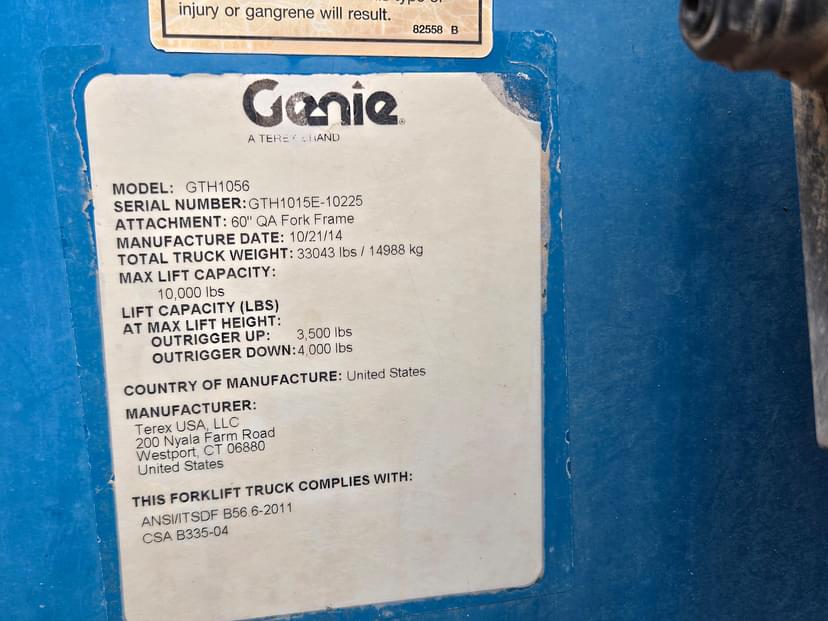 injury or gangrene will result.
82558 B
Genie
A TEREX BRAND
MODEL: GTH1056
SERIAL NUMBER:GTH1015E-10225
ATTACHMENT: 60" QA Fork Frame
MANUFACTURE DATE: 10/21/14
TOTAL TRUCK WEIGHT: 33043 lbs / 14988 kg
MAX LIFT CAPACITY:
10,000 lbs
LIFT CAPACITY (LBS)
AT MAX LIFT HEIGHT:
OUTRIGGER UP: 3,500 lbs
OUTRIGGER DOWN:4,000 lbs
COUNTRY OF MANUFACTURE: United States
MANUFACTURER:
Terex USA, LLC
200 Nyala Farm Road
Westport, CT 06880
United States
THIS FORKLIFT TRUCK COMPLIES WITH:
ANSI/ITSDF B56.6-2011
CSA B335-04